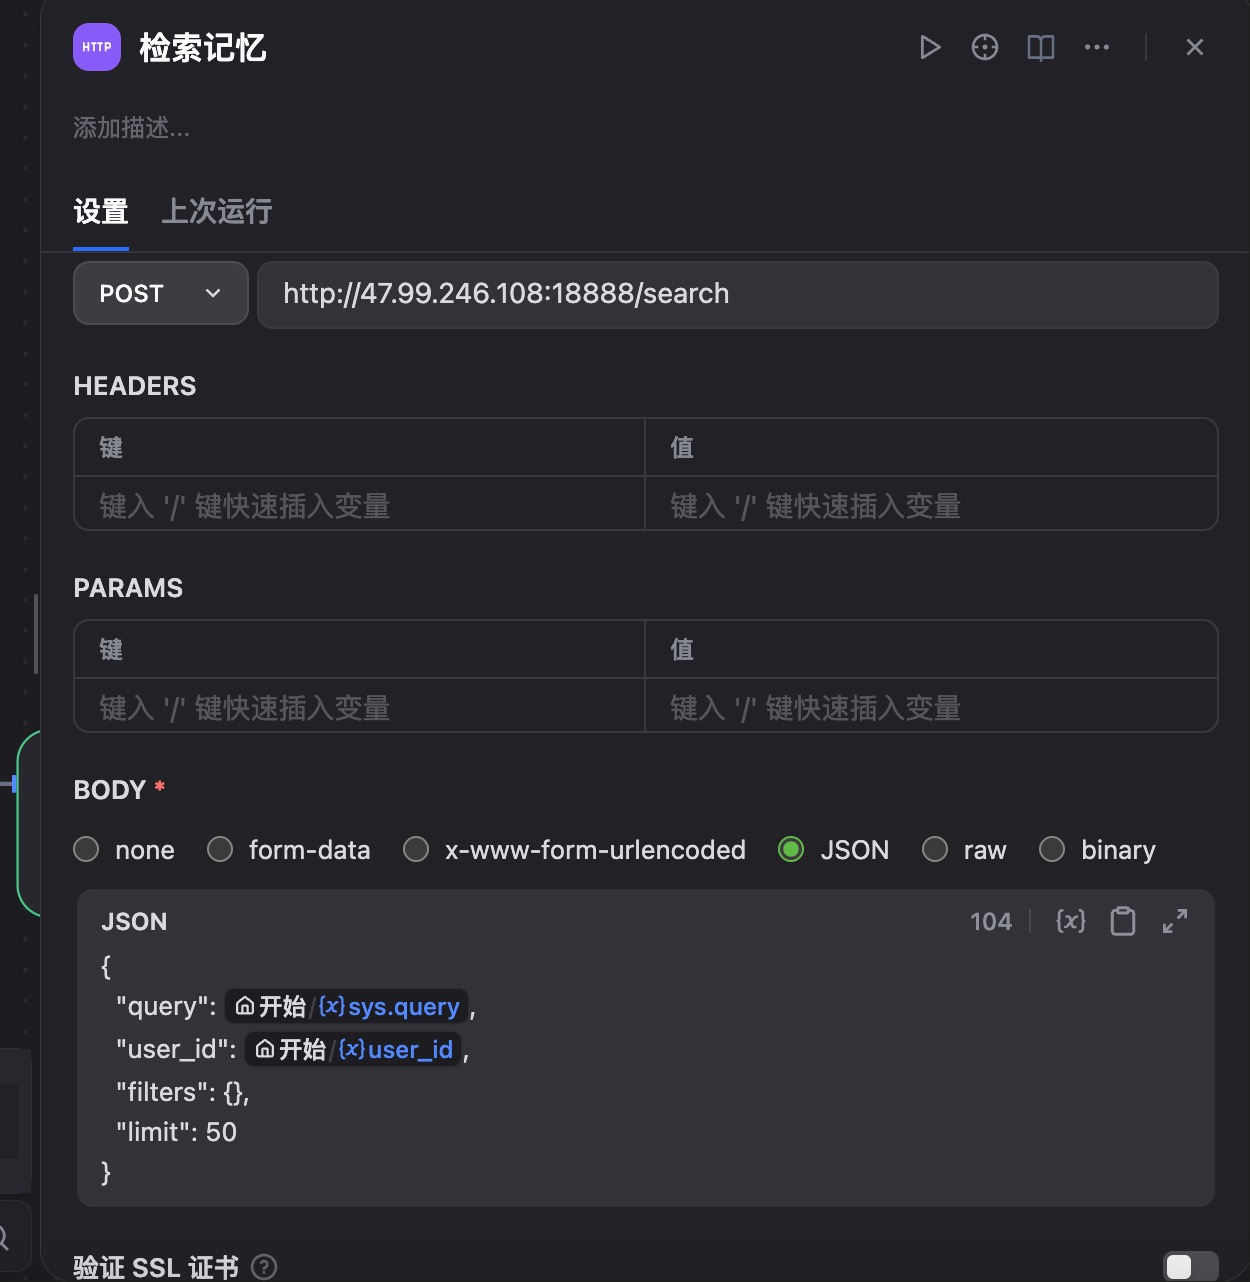 HTTP 检索记忆
添加描述...
设置 上次运行
POST http://47.99.246.108:18888/search
HEADERS
键 值
键入 '/' 键快速插入变量 键入 '/' 键快速插入变量
PARAMS
键 值
键入 '/' 键快速插入变量 键入 '/' 键快速插入变量
BODY *
none form-data x-www-form-urlencoded JSON raw binary
JSON 104 {x}
{
"query": 开始/{x}sys.query,
"user_id": 开始/{x}user_id,
"filters": {},
"limit": 50
}
验证 SSL 证书 ?